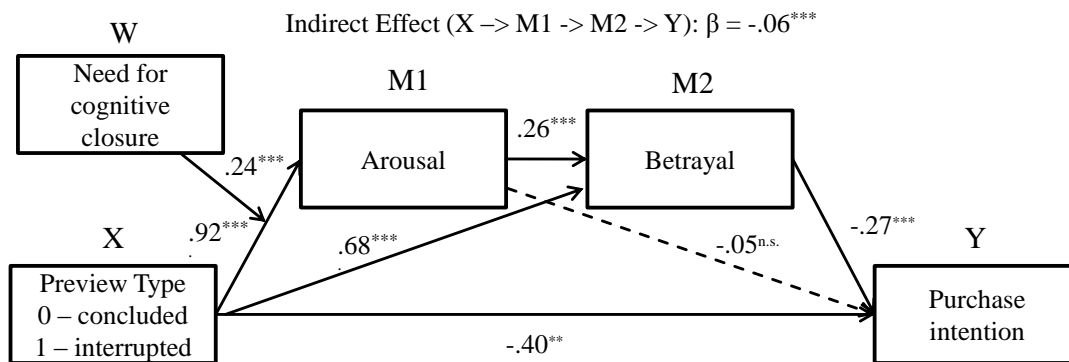 Indirect Effect (X –> M1 -> M2 -> Y): β = -.06***
W
Need for
cognitive
closure
M1
Arousal
M2
Betrayal
.26***
.24***
.92***
.68***
-.05n.s.
-.27***
X
Preview Type
0 – concluded
1 – interrupted
Y
Purchase
intention
-.40**